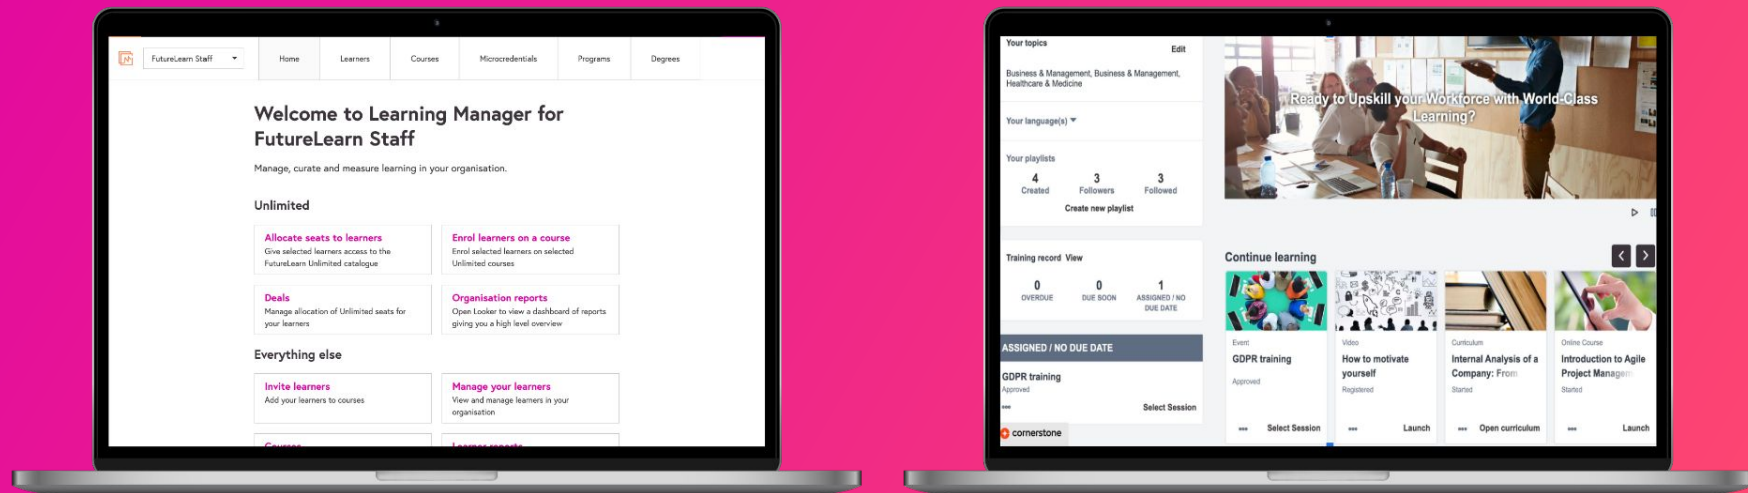 FutureLearn Staff
Home
Learners
Courses
Microcredentials
Programs
Degrees
Welcome to Learning Manager for
FutureLearn Staff
Manage, curate and measure learning in your organisation.
Unlimited
Allocate seats to learners
Give selected learners access to the
FutureLearn Unlimited catalogue
Enrol learners on a course
Enrol selected learners on selected
Unlimited courses
Deals
Manage allocation of Unlimited seats for
your learners
Organisation reports
Open Looker to view a dashboard of reports
giving you a high level overview
Everything else
Invite learners
Add your learners to courses
Manage your learners
View and manage learners in your
organisation
Courses
Learner reports
Your topics
Edit
Business & Management, Business & Management,
Healthcare & Medicine
Your language(s)
Your playlists
4
Created
3
Followers
3
Followed
Create new playlist
Training record View
0
OVERDUE
0
DUE SOON
1
ASSIGNED / NO
DUE DATE
ASSIGNED / NO DUE DATE
GDPR training
Approved
Select Session
cornerstone
Ready to Upskill your Workforce with World-Class
Learning?
Continue learning
Event
GDPR training
Approved
Select Session
Video
How to motivate
yourself
Registered
Launch
Curriculum
Internal Analysis of a
Company: From
Started
Open curriculum
Online Course
Introduction to Agile
Project Managem
Started
Launch